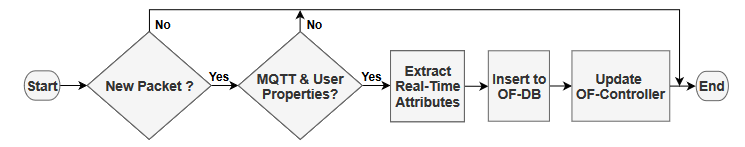 No
No
Start
New Packet ?
Yes
MQTT & User
Properties?
Yes
Extract
Real-Time
Attributes
Insert to
OF-DB
Update
OF-Controller
End